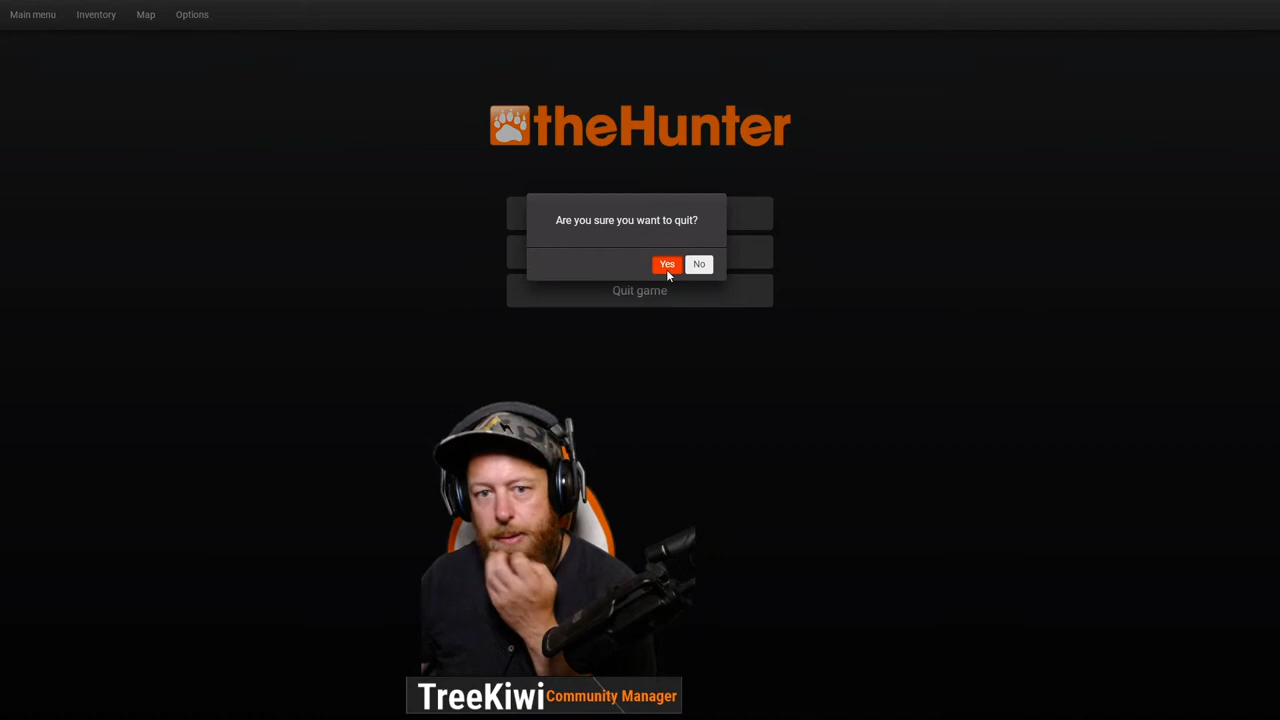 Main menu Inventory Map Options
theHunter
Are you sure you want to quit?
Yes No
Quit game
TreeKiwi Community Manager